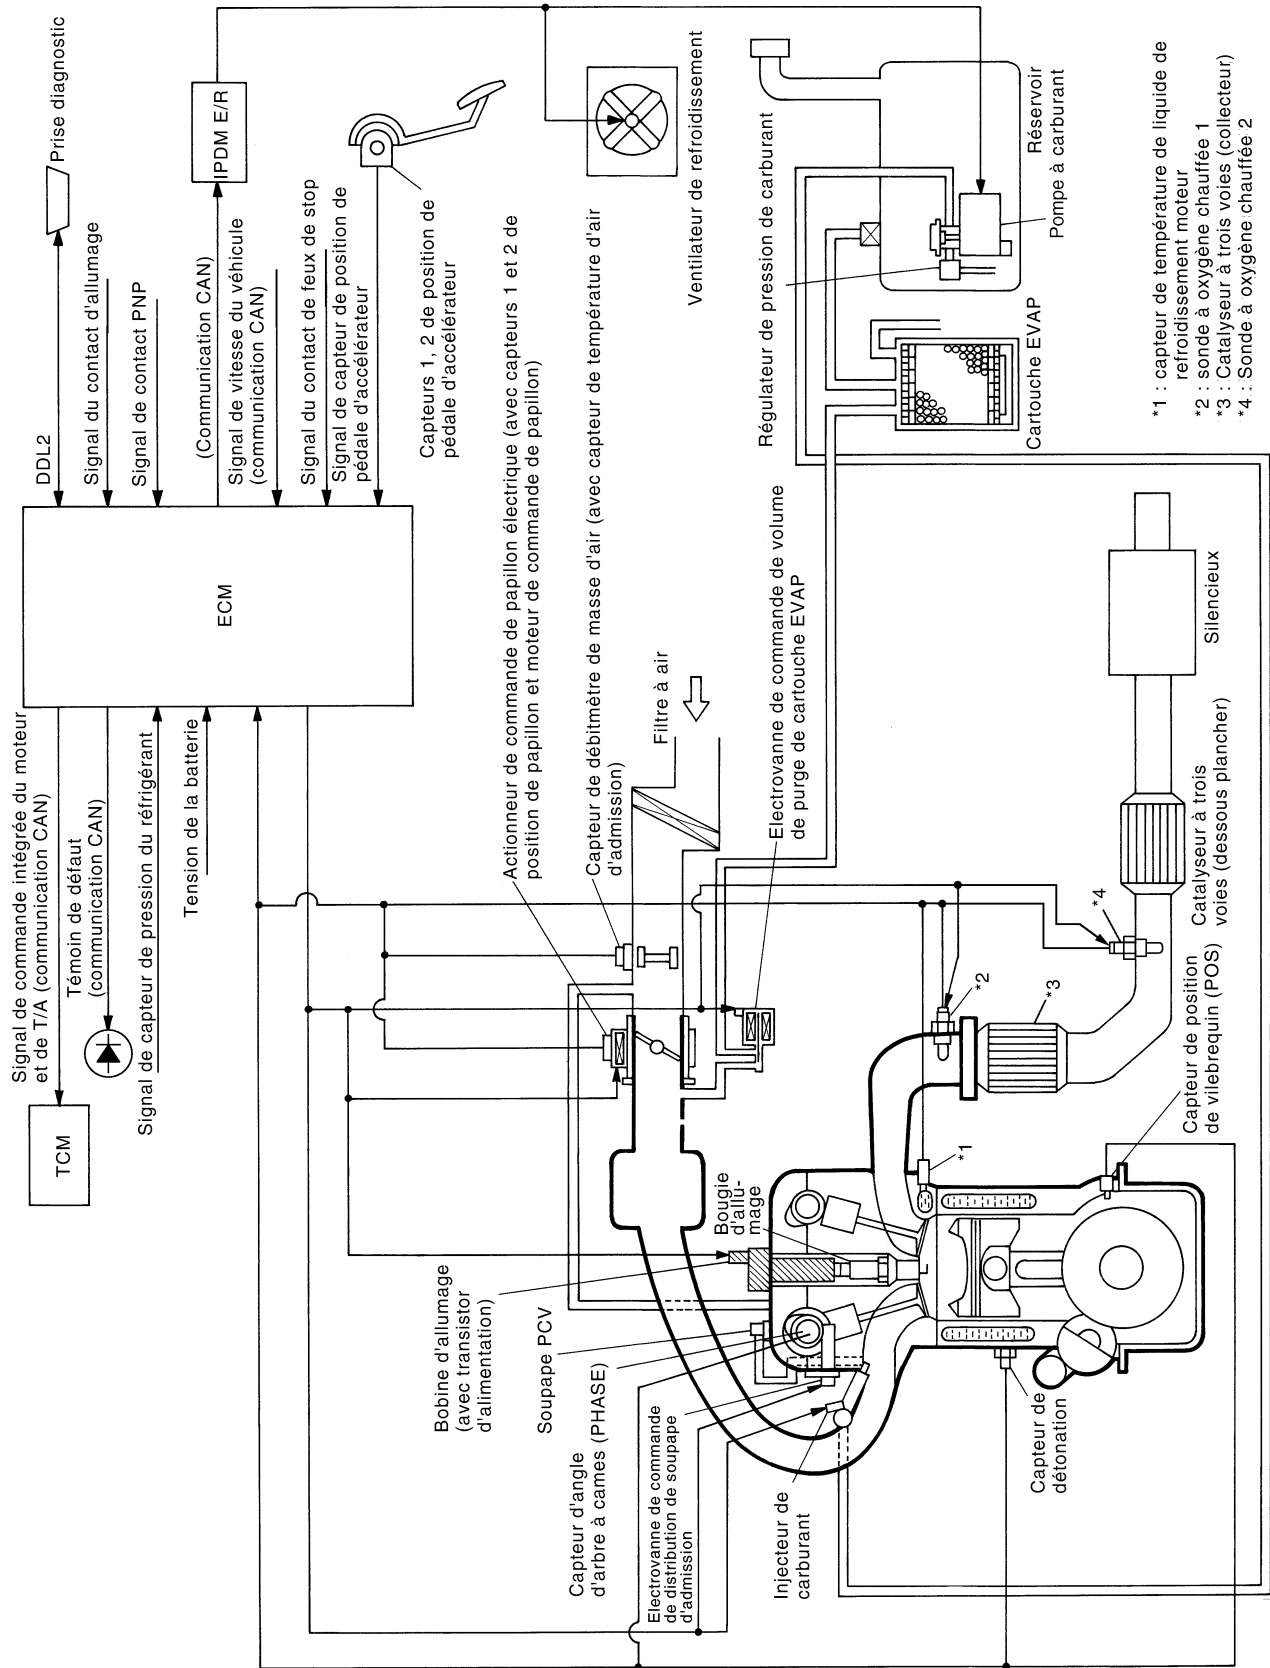 Signal de commande intégrée du moteur
et de T/A (communication CAN)
TCM
Témoin de défaut
(communication CAN)
Signal de capteur de pression du réfrigérant
Tension de la batterie
ECM
DDL2
Prise diagnostic
Signal du contact d'allumage
Signal de contact PNP
(Communication CAN)
IPDM E/R
Signal de vitesse du véhicule
(communication CAN)
Signal du contact de feux de stop
Signal de capteur de position de
pédale d'accélérateur
Capteurs 1, 2 de position de
pédale d'accélérateur
Bobine d'allumage
(avec transistor
d'alimentation)
Soupape PCV
Capteur d'angle
d'arbre à cames (PHASE)
Electrovanne de commande
de distribution de soupape
d'admission
Injecteur de
carburant
Bougie
d'allu-
mage
Capteur de
détonation
Actionneur de commande de papillon électrique (avec capteurs 1 et 2 de
position de papillon et moteur de commande de papillon)
Capteur de débitmètre de masse d'air (avec capteur de température d'air
d'admission)
Filtre à air
Electrovanne de commande de volume
de purge de cartouche EVAP
Ventilateur de refroidissement
Régulateur de pression de carburant
Réservoir
Pompe à carburant
Cartouche EVAP
*1
*2
*3
*4
Capteur de position
de vilebrequin (POS)
Catalyseur à trois
voies (dessous plancher)
Silencieux
*1 : capteur de température de liquide de
refroidissement moteur
*2 : sonde à oxygène chauffée 1
*3 : Catalyseur à trois voies (collecteur)
*4 : Sonde à oxygène chauffée 2